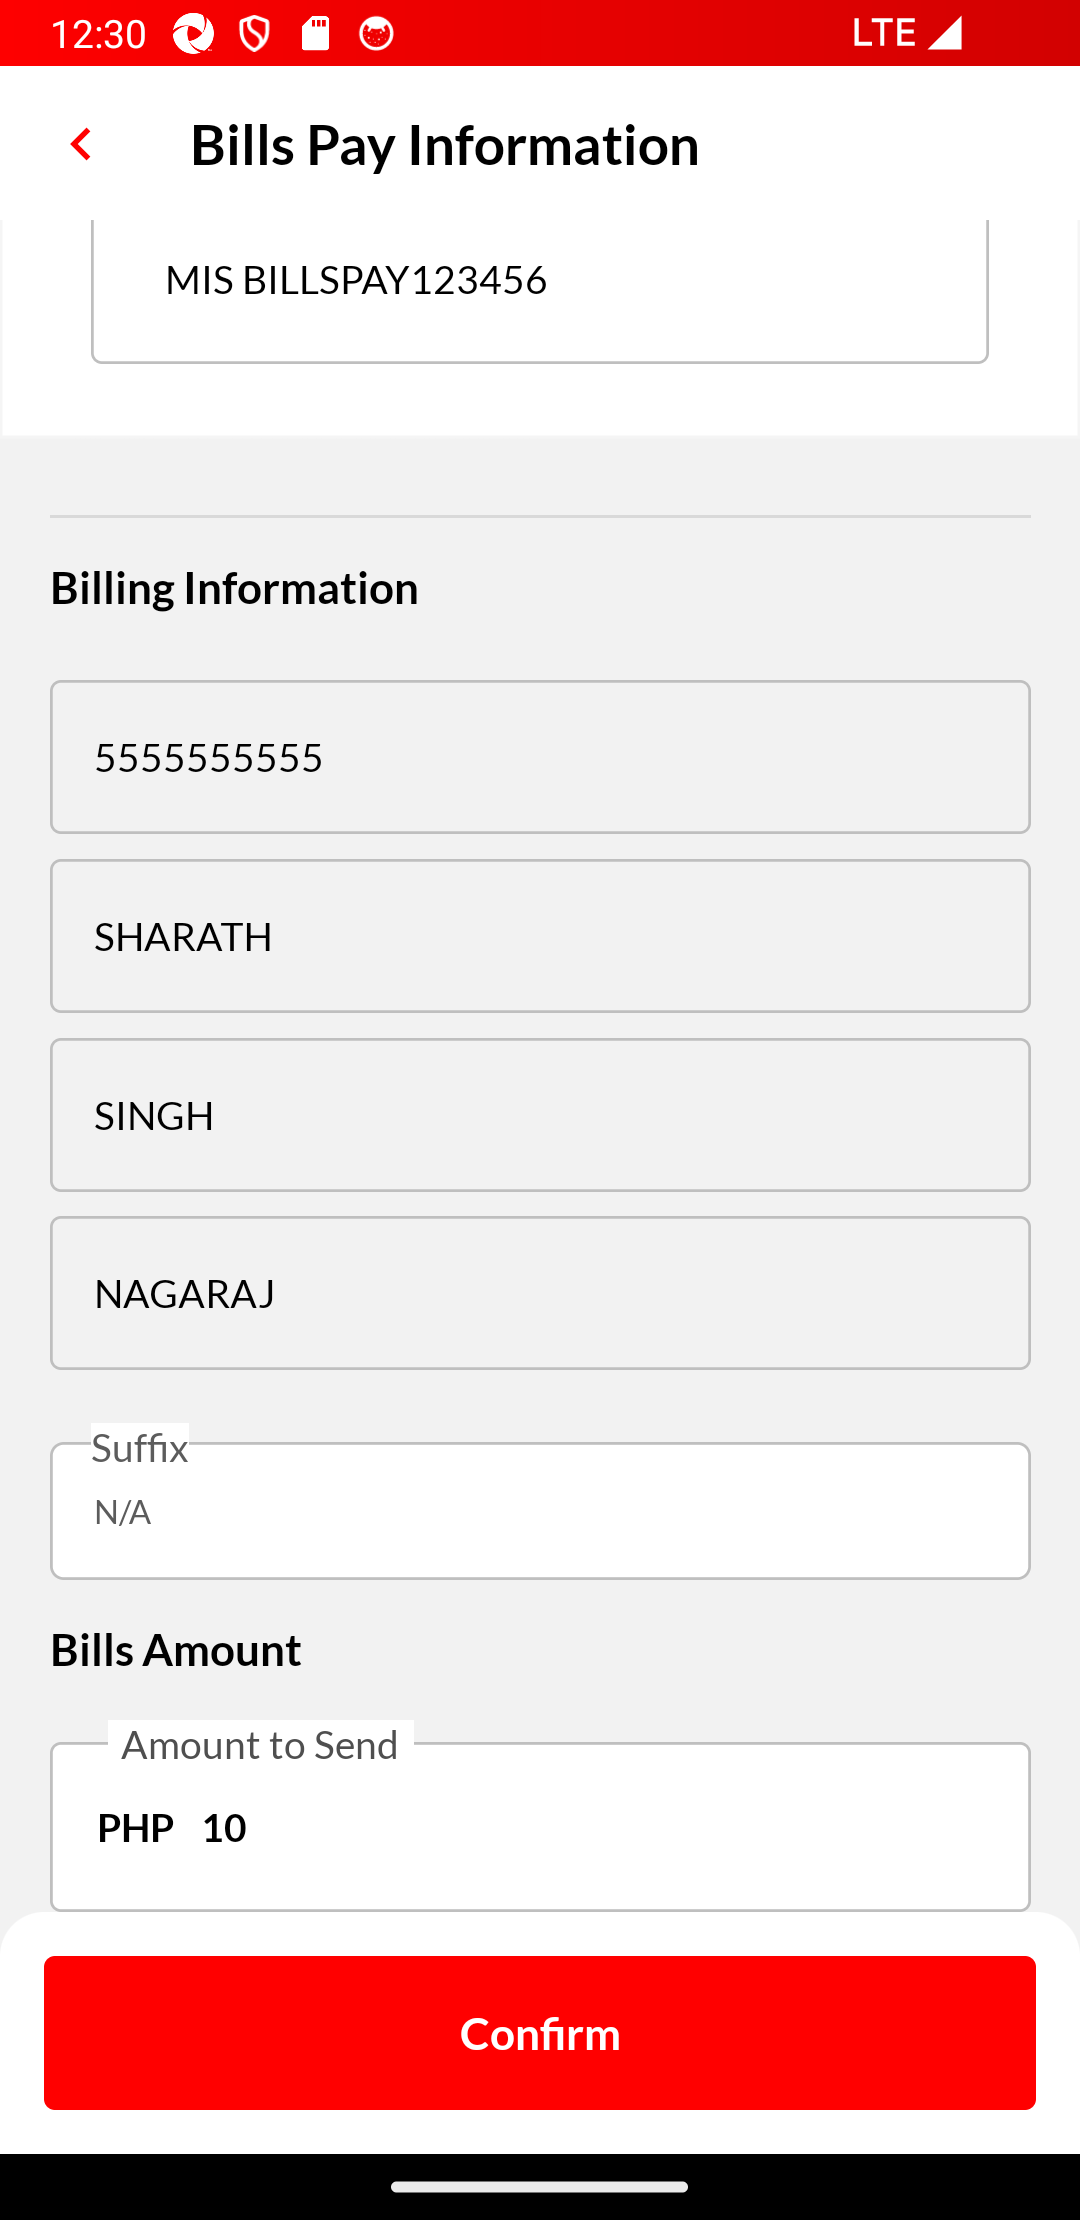 12:30
LTE
Bills Pay Information
MIS BILLSPAY123456
Billing Information
5555555555
SHARATH
SINGH
NAGARAJ
Suffix
N/A
Bills Amount
Amount to Send
PHP 10
Confirm